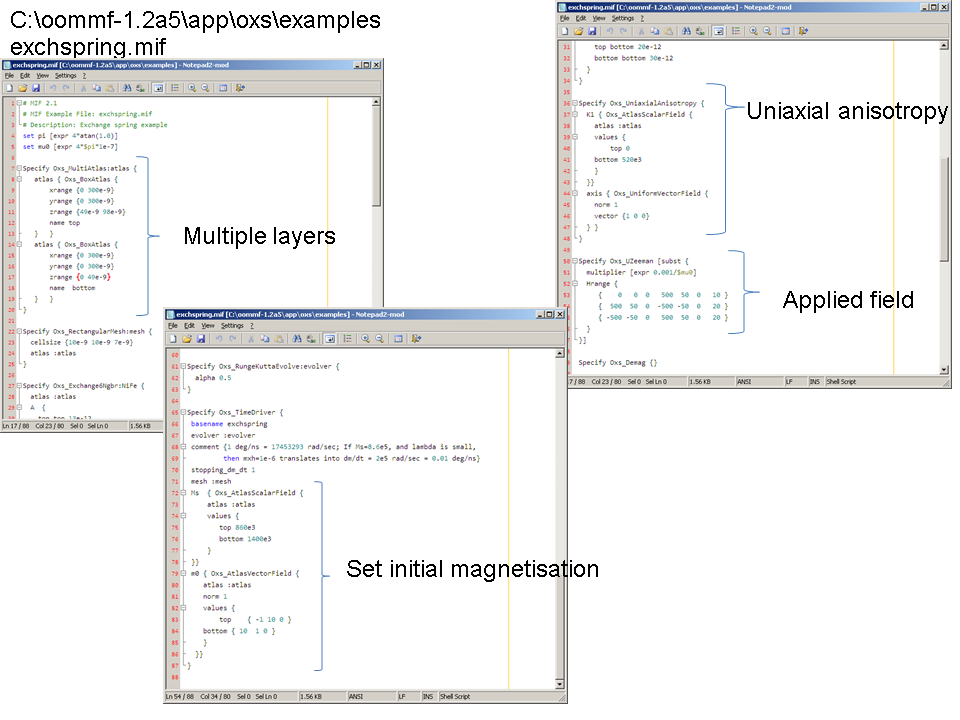 C:\oommf-1.2a5\app\oxs\examples
exchspring.mif
exchspring.mif [C:\oommf-1.2a5\app\oxs\examples] - Notepad2-mod
File Edit View Settings ?
1 # MIF 2.1
2 # MIF Example File: exchspring.mif
3 # Description: Exchange spring example
4 set pi [expr 4*atan(1.0)]
5 set mu0 [expr 4*$pi*1e-7]
6
7 Specify Oxs_MultiAtlas:atlas {
8 atlas { Oxs_BoxAtlas {
9 xrange {0 300e-9}
10 yrange {0 300e-9}
11 zrange {49e-9 98e-9}
12 name top
13 } }
14 atlas { Oxs_BoxAtlas {
15 xrange {0 300e-9}
16 yrange {0 300e-9}
17 zrange {0 49e-9}
18 name bottom
19 } }
20 }
21
22 Specify Oxs_RectangularMesh:mesh {
23 cellsize {10e-9 10e-9 7e-9}
24 atlas :atlas
25 }
26
27 Specify Oxs_Exchange6Ngbr:NiFe {
28 atlas :atlas
29 A {
Ln 17 / 88 Col 23 / 80 Sel 0 Sel Ln 0 1.56 KB
Multiple layers
exchspring.mif [C:\oommf-1.2a5\app\oxs\examples] - Notepad2-mod
File Edit View Settings ?
31 top bottom 20e-12
32 bottom bottom 30e-12
33 }
34 }
35
36 Specify Oxs_UniaxialAnisotropy {
37 K1 { Oxs_AtlasScalarField {
38 atlas :atlas
39 values {
40 top 0
41 bottom 520e3
42 }
43 }}
44 axis { Oxs_UniformVectorField {
45 norm 1
46 vector {1 0 0}
47 } }
48 }
49
50 Specify Oxs_UZeeman [subst {
51 multiplier [expr 0.001/$mu0]
52 Hrange {
53 { 0 0 0 500 50 0 10 }
54 { 500 50 0 -500 -50 0 20 }
55 { -500 -50 0 500 50 0 20 }
56 }
57 }]
58
Specify Oxs_Demag {}
7 / 88 Col 23 / 80 Sel 0 Sel Ln 0 1.56 KB ANSI LF INS Shell Script
Uniaxial anisotropy
Applied field
exchspring.mif [C:\oommf-1.2a5\app\oxs\examples] - Notepad2-mod
File Edit View Settings ?
60
61 Specify Oxs_RungeKuttaEvolve:evolver {
62 alpha 0.5
63 }
64
65 Specify Oxs_TimeDriver {
66 basename exchspring
67 evolver :evolver
68 comment {1 deg/ns = 17453293 rad/sec; If Ms=8.6e5, and lambda is small,
69 then mxh=1e-6 translates into dm/dt = 2e5 rad/sec = 0.01 deg/ns}
70 stopping_dm_dt 1
71 mesh :mesh
72 Ms { Oxs_AtlasScalarField {
73 atlas :atlas
74 values {
75 top 860e3
76 bottom 1400e3
77 }
78 }}
79 m0 { Oxs_AtlasVectorField {
80 atlas :atlas
81 norm 1
82 values {
83 top { -1 10 0 }
84 bottom { 10 1 0 }
85 }
86 }}
87 }
88
Ln 54 / 88 Col 34 / 80 Sel 0 Sel Ln 0 1.56 KB ANSI LF INS Shell Script
Set initial magnetisation